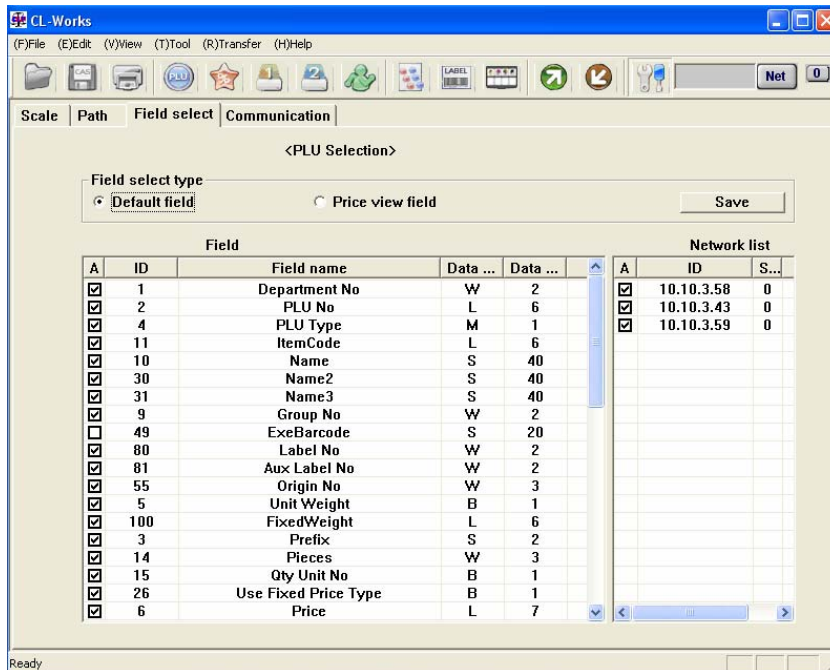 CL-Works
(F)File (E)Edit (V)View (T)Tool (R)Transfer (H)Help
CAS PLU 1 2 LABEL Net 0
Scale Path Field select Communication
<PLU Selection>
Field select type
Default field Price view field Save
Field Network list
A ID Field name Data ... Data ... A ID S...
1 Department No W 2 10.10.3.58 0
2 PLU No L 6 10.10.3.43 0
4 PLU Type M 1 10.10.3.59 0
11 ItemCode L 6
10 Name S 40
30 Name2 S 40
31 Name3 S 40
9 Group No W 2
49 ExeBarcode S 20
80 Label No W 2
81 Aux Label No W 2
55 Origin No W 3
5 Unit Weight B 1
100 FixedWeight L 6
3 Prefix S 2
14 Pieces W 3
15 Qty Unit No B 1
26 Use Fixed Price Type B 1
6 Price L 7
Ready